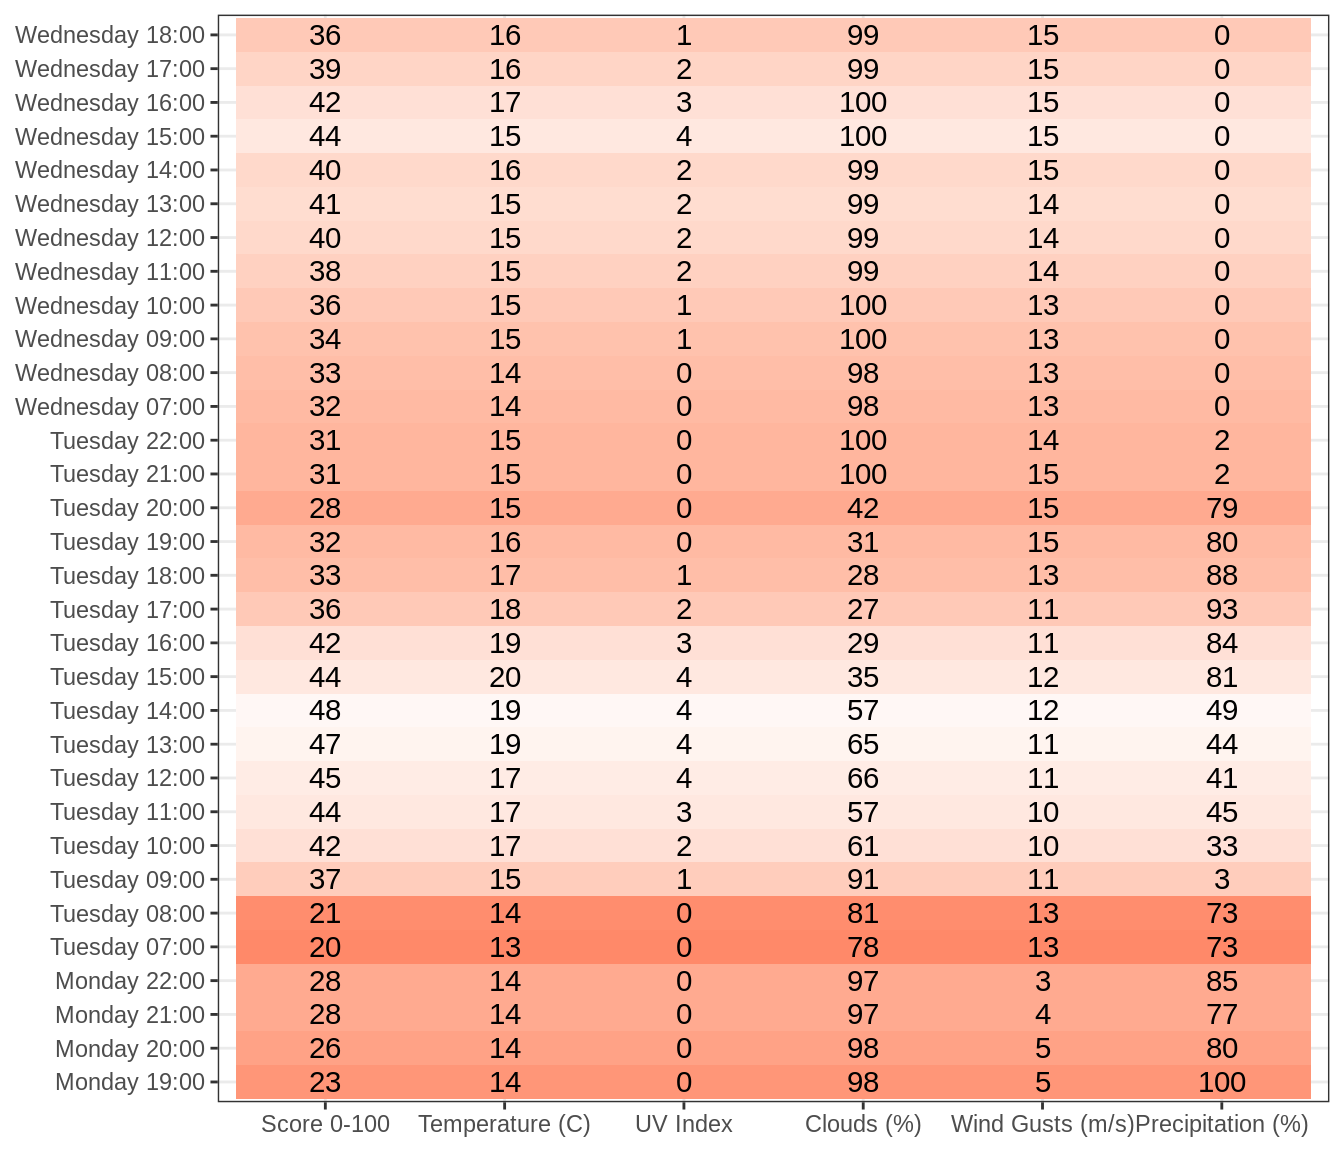 Wednesday 18:00 36 16 1 99 15 0
Wednesday 17:00 39 16 2 99 15 0
Wednesday 16:00 42 17 3 100 15 0
Wednesday 15:00 44 15 4 100 15 0
Wednesday 14:00 40 16 2 99 15 0
Wednesday 13:00 41 15 2 99 14 0
Wednesday 12:00 40 15 2 99 14 0
Wednesday 11:00 38 15 2 99 14 0
Wednesday 10:00 36 15 1 100 13 0
Wednesday 09:00 34 15 1 100 13 0
Wednesday 08:00 33 14 0 98 13 0
Wednesday 07:00 32 14 0 98 13 0
Tuesday 22:00 31 15 0 100 14 2
Tuesday 21:00 31 15 0 100 15 2
Tuesday 20:00 28 15 0 42 15 79
Tuesday 19:00 32 16 0 31 15 80
Tuesday 18:00 33 17 1 28 13 88
Tuesday 17:00 36 18 2 27 11 93
Tuesday 16:00 42 19 3 29 11 84
Tuesday 15:00 44 20 4 35 12 81
Tuesday 14:00 48 19 4 57 12 49
Tuesday 13:00 47 19 4 65 11 44
Tuesday 12:00 45 17 4 66 11 41
Tuesday 11:00 44 17 3 57 10 45
Tuesday 10:00 42 17 2 61 10 33
Tuesday 09:00 37 15 1 91 11 3
Tuesday 08:00 21 14 0 81 13 73
Tuesday 07:00 20 13 0 78 13 73
Monday 22:00 28 14 0 97 3 85
Monday 21:00 28 14 0 97 4 77
Monday 20:00 26 14 0 98 5 80
Monday 19:00 23 14 0 98 5 100
Score 0-100 Temperature (C) UV Index Clouds (%) Wind Gusts (m/s) Precipitation (%)